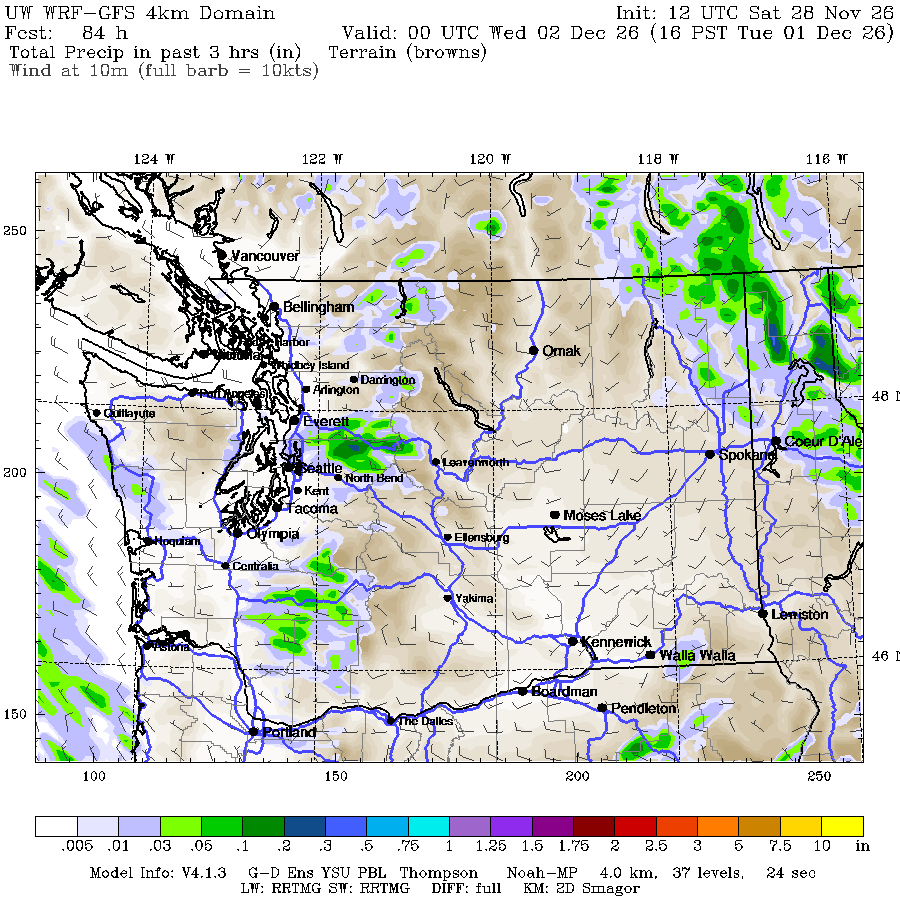 UW WRF-GFS 4km Domain Init: 12 UTC Sat 28 Nov 26
Fcst: 84 h Valid: 00 UTC Wed 02 Dec 26 (16 PST Tue 01 Dec 26)
Total Precip in past 3 hrs (in) Terrain (browns)
Wind at 10m (full barb = 10kts)
124 W 122 W 120 W 118 W 116 W
250
Vancouver
Bellingham
Harbor
Victoria
Whidbey Island
Omak
Darrington
Arlington
Port Angeles
48 N
Quillayute
Everett
Coeur D'Ale
Spokane
Leavenworth
200
Seattle
North Bend
Kent
Tacoma
Moses Lake
Olympia
Ellensburg
Hoquiam
Centralia
Yakima
Lewiston
Kennewick
Astoria
Walla Walla
46 N
Boardman
Pendleton
150
The Dalles
Portland
100 150 200 250
.005 .01 .03 .05 .1 .2 .3 .5 .75 1 1.25 1.5 1.75 2 2.5 3 5 7.5 10 in
Model Info: V4.1.3 G-D Ens YSU PBL Thompson Noah-MP 4.0 km, 37 levels, 24 sec
LW: RRTMG SW: RRTMG DIFF: full KM: 2D Smagor